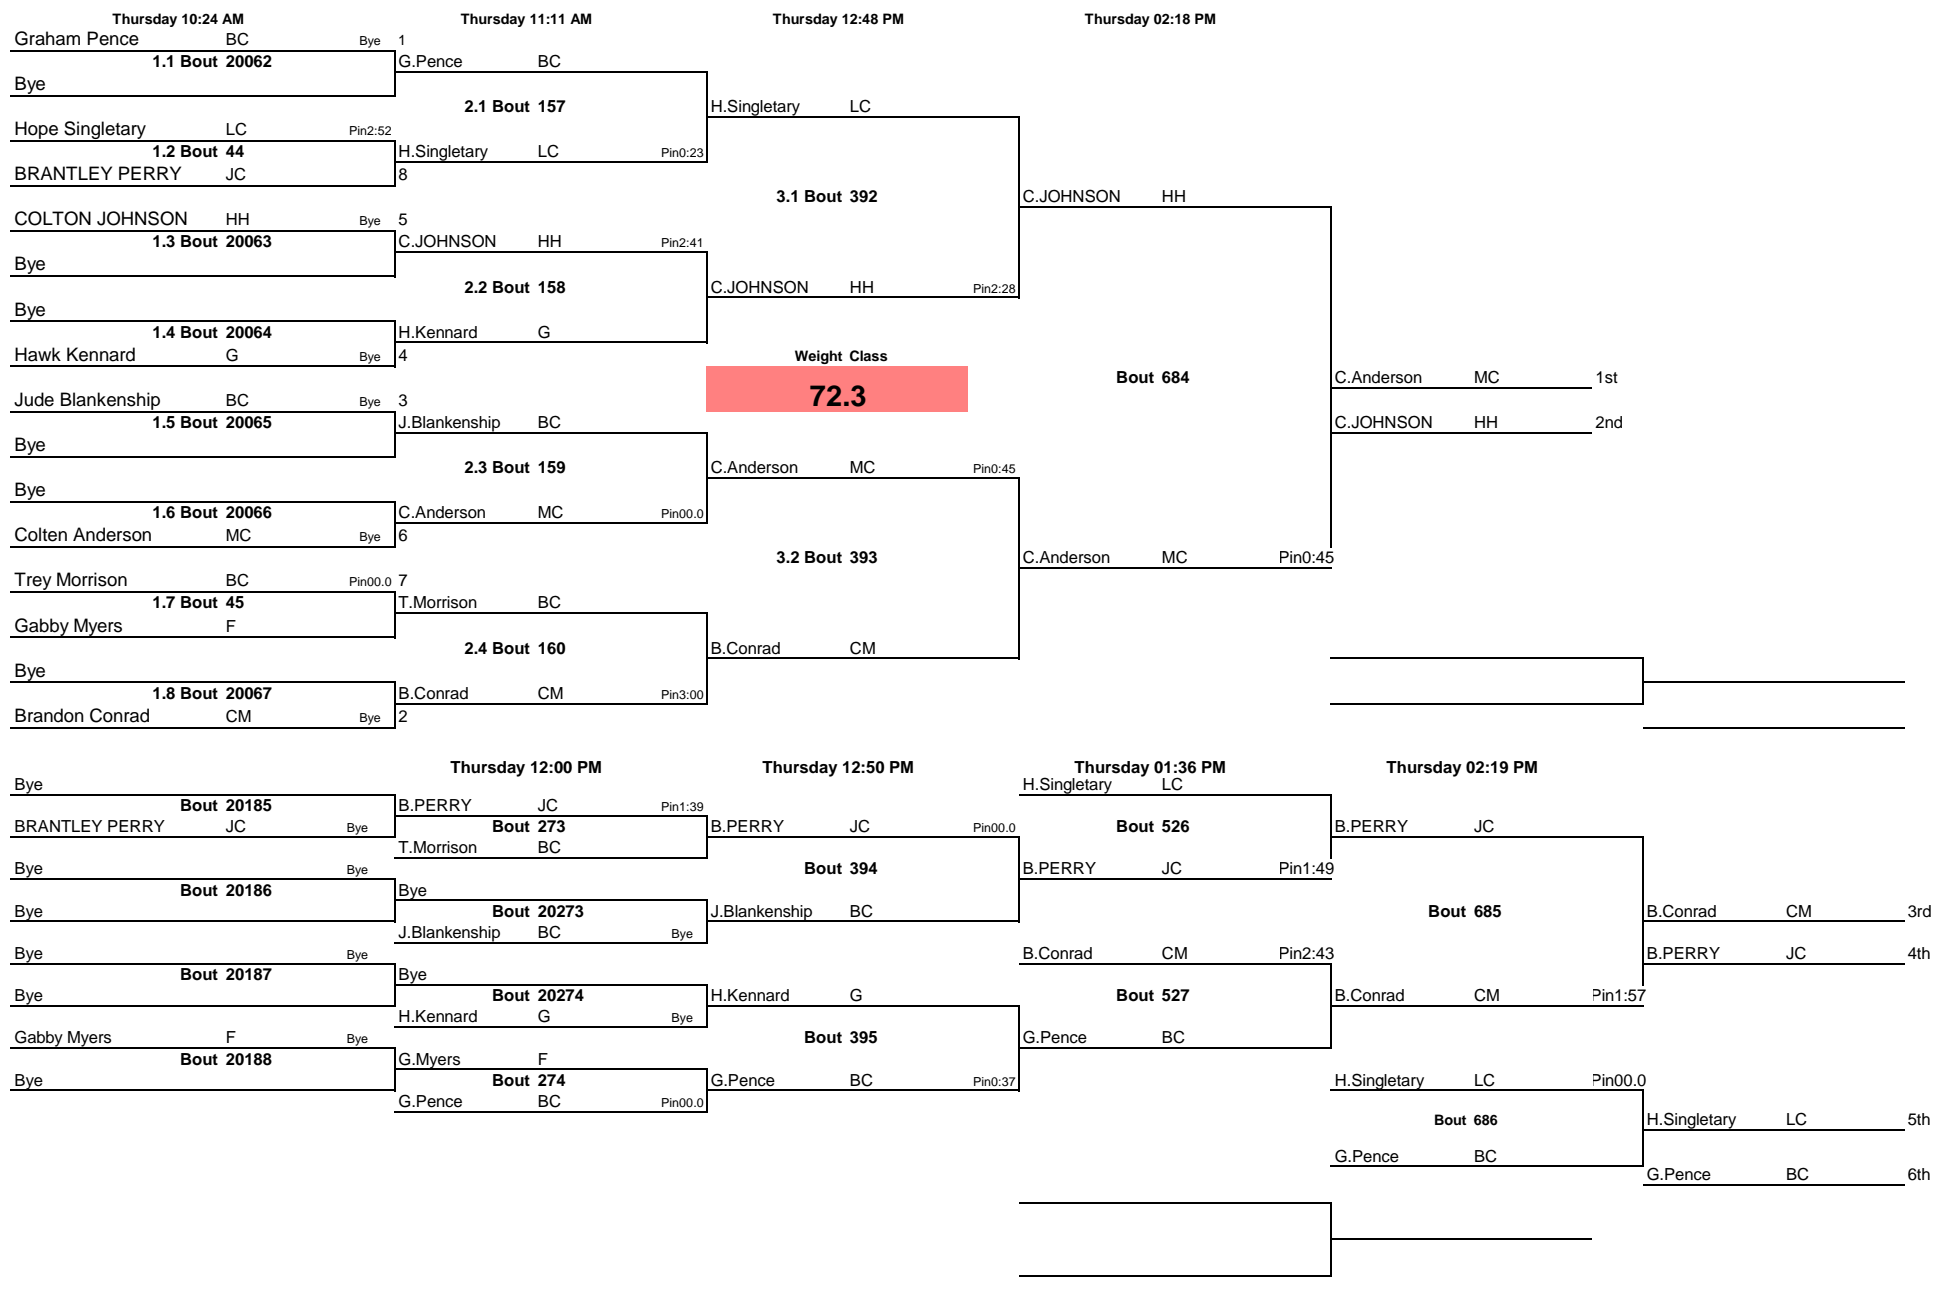 Thursday 10:24 AM Thursday 11:11 AM Thursday 12:48 PM Thursday 02:18 PM
Graham Pence BC Bye 1
1.1 Bout 20062 G.Pence BC
Bye
2.1 Bout 157 H.Singletary LC
Hope Singletary LC Pin2:52
1.2 Bout 44 H.Singletary LC Pin0:23
BRANTLEY PERRY JC 8
3.1 Bout 392 C.JOHNSON HH
COLTON JOHNSON HH Bye 5
1.3 Bout 20063 C.JOHNSON HH Pin2:41
Bye
2.2 Bout 158 C.JOHNSON HH Pin2:28
Bye
1.4 Bout 20064 H.Kennard G
Hawk Kennard G Bye 4 Weight Class
Bout 684 C.Anderson MC 1st
Jude Blankenship BC Bye 3 72.3
1.5 Bout 20065 J.Blankenship BC C.JOHNSON HH 2nd
Bye
2.3 Bout 159 C.Anderson MC Pin0:45
Bye
1.6 Bout 20066 C.Anderson MC Pin00.0
Colten Anderson MC Bye 6
3.2 Bout 393 C.Anderson MC Pin0:45
Trey Morrison BC Pin00.0 7
1.7 Bout 45 T.Morrison BC
Gabby Myers F
2.4 Bout 160 B.Conrad CM
Bye
1.8 Bout 20067 B.Conrad CM Pin3:00
Brandon Conrad CM Bye 2
Thursday 12:00 PM Thursday 12:50 PM Thursday 01:36 PM Thursday 02:19 PM
Bye H.Singletary LC
Bout 20185 B.PERRY JC Pin1:39
BRANTLEY PERRY JC Bye Bout 273 B.PERRY JC Pin00.0 Bout 526 B.PERRY JC
T.Morrison BC
Bye Bye Bout 394 B.PERRY JC Pin1:49
Bout 20186 Bye
Bye Bout 20273 J.Blankenship BC Bout 685 B.Conrad CM 3rd
J.Blankenship BC Bye
Bye Bye B.Conrad CM Pin2:43 B.PERRY JC 4th
Bout 20187 Bye
Bye Bout 20274 H.Kennard G Bout 527 B.Conrad CM Pin1:57
H.Kennard G Bye
Gabby Myers F Bye Bout 395 G.Pence BC
Bout 20188 G.Myers F
Bye Bout 274 G.Pence BC Pin0:37 H.Singletary LC Pin00.0
G.Pence BC Pin00.0
Bout 686 H.Singletary LC 5th
G.Pence BC
G.Pence BC 6th